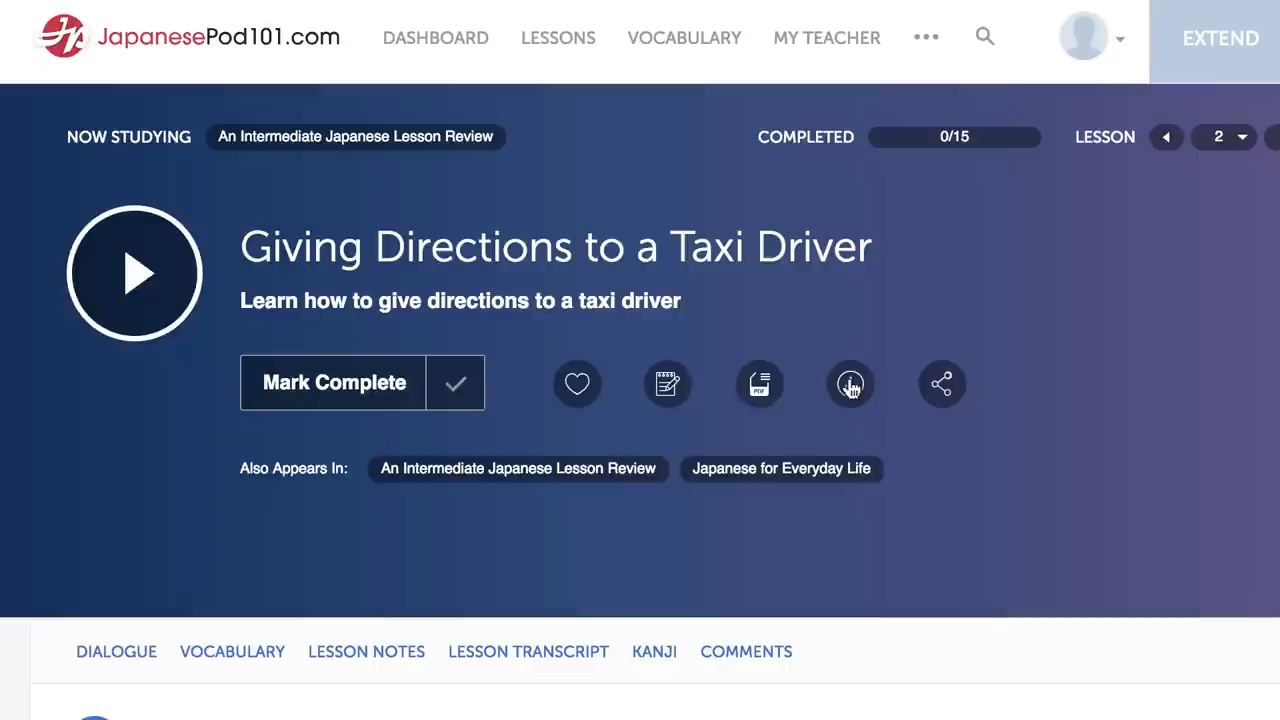 JapanesePod101.com DASHBOARD LESSONS VOCABULARY MY TEACHER ••• EXTEND
NOW STUDYING An Intermediate Japanese Lesson Review COMPLETED 0/15 LESSON 2
Giving Directions to a Taxi Driver
Learn how to give directions to a taxi driver
Mark Complete
PDF
Also Appears In: An Intermediate Japanese Lesson Review Japanese for Everyday Life
DIALOGUE VOCABULARY LESSON NOTES LESSON TRANSCRIPT KANJI COMMENTS